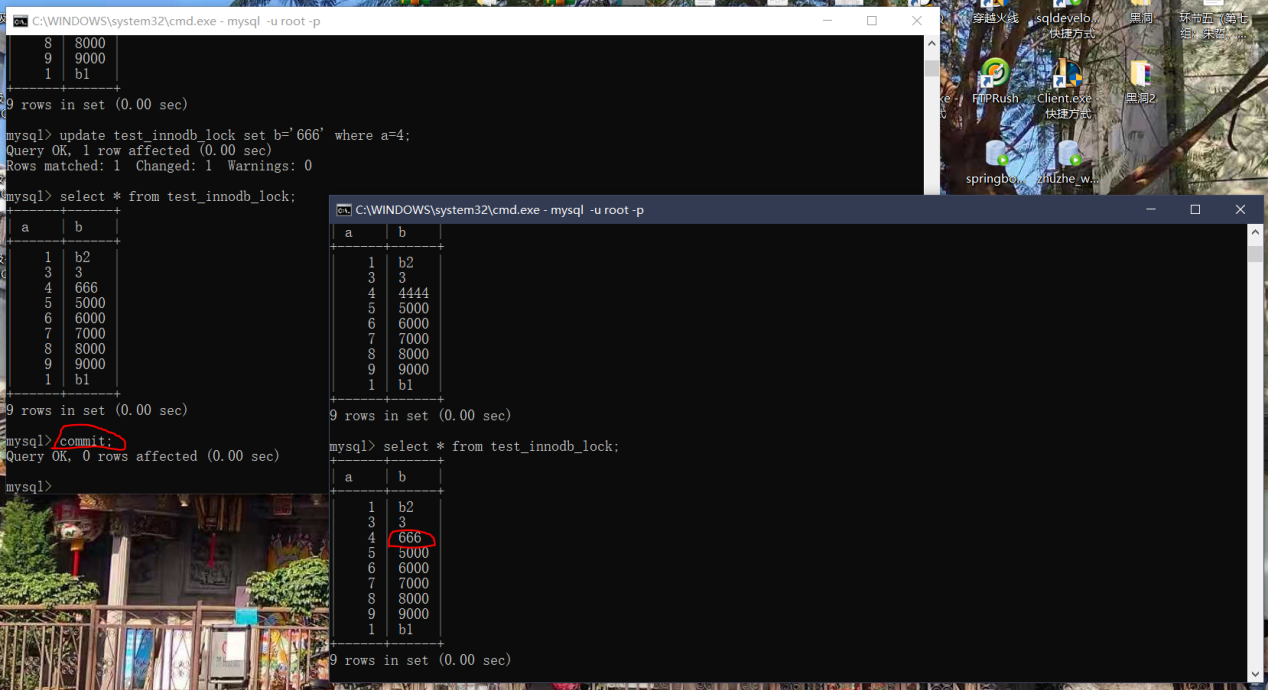 C:\WINDOWS\system32\cmd.exe - mysql  -u root -p
8 | 8000 |
9 | 9000 |
1 | b1 |
+------+------+
9 rows in set (0.00 sec)
mysql> update test_innodb_lock set b='666' where a=4;
Query OK, 1 row affected (0.00 sec)
Rows matched: 1  Changed: 1  Warnings: 0
mysql> select * from test_innodb_lock;
+------+------+
| a | b |
+------+------+
| 1 | b2 |
| 3 | 3 |
| 4 | 666 |
| 5 | 5000 |
| 6 | 6000 |
| 7 | 7000 |
| 8 | 8000 |
| 9 | 9000 |
| 1 | b1 |
+------+------+
9 rows in set (0.00 sec)
mysql> commit;
Query OK, 0 rows affected (0.00 sec)
mysql>
C:\WINDOWS\system32\cmd.exe - mysql  -u root -p
| a | b |
+------+------+
| 1 | b2 |
| 3 | 3 |
| 4 | 4444 |
| 5 | 5000 |
| 6 | 6000 |
| 7 | 7000 |
| 8 | 8000 |
| 9 | 9000 |
| 1 | b1 |
+------+------+
9 rows in set (0.00 sec)
mysql> select * from test_innodb_lock;
+------+------+
| a | b |
+------+------+
| 1 | b2 |
| 3 | 3 |
| 4 | 666 |
| 5 | 5000 |
| 6 | 6000 |
| 7 | 7000 |
| 8 | 8000 |
| 9 | 9000 |
| 1 | b1 |
+------+------+
9 rows in set (0.00 sec)
穿越火线
sqldevelo...
快捷方式
黑洞
环节五（第七
FTPRush
Client.exe
快捷方式
黑洞2
springbo...
zhuzhe_w...